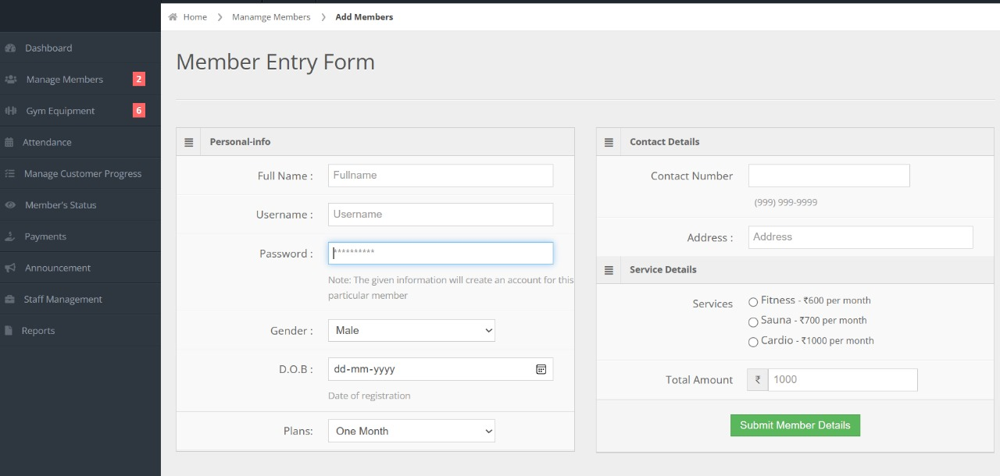 Home
Manamge Members
Add Members
Dashboard
Manage Members 2
Gym Equipment 6
Attendance
Manage Customer Progress
Member's Status
Payments
Announcement
Staff Management
Reports
Member Entry Form
Personal-info
Full Name : Fullname
Username : Username
Password : **********
Note: The given information will create an account for this
particular member
Gender : Male
D.O.B : dd-mm-yyyy
Date of registration
Plans: One Month
Contact Details
Contact Number
(999) 999-9999
Address : Address
Service Details
Services
Fitness - ₹600 per month
Sauna - ₹700 per month
Cardio - ₹1000 per month
Total Amount ₹ 1000
Submit Member Details